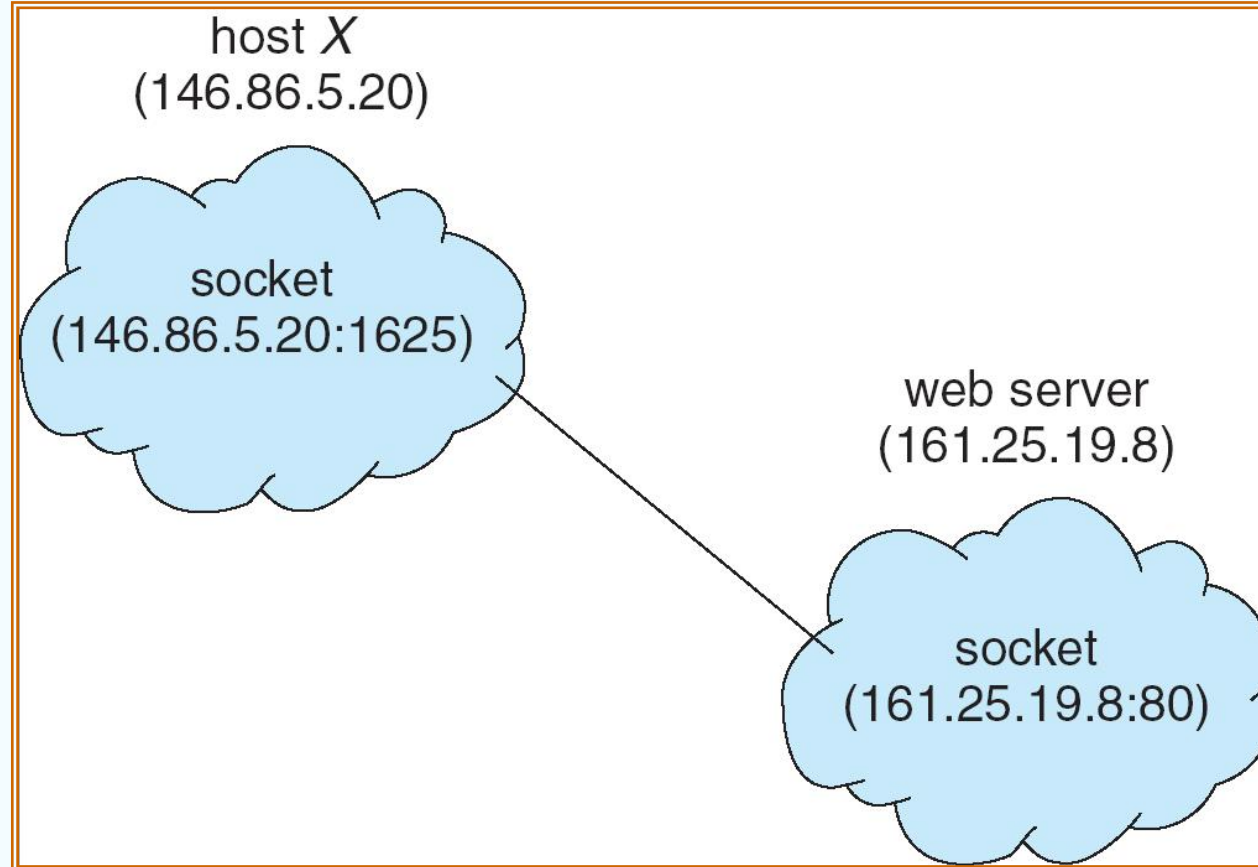 host X
(146.86.5.20)
socket
(146.86.5.20:1625)
web server
(161.25.19.8)
socket
(161.25.19.8:80)